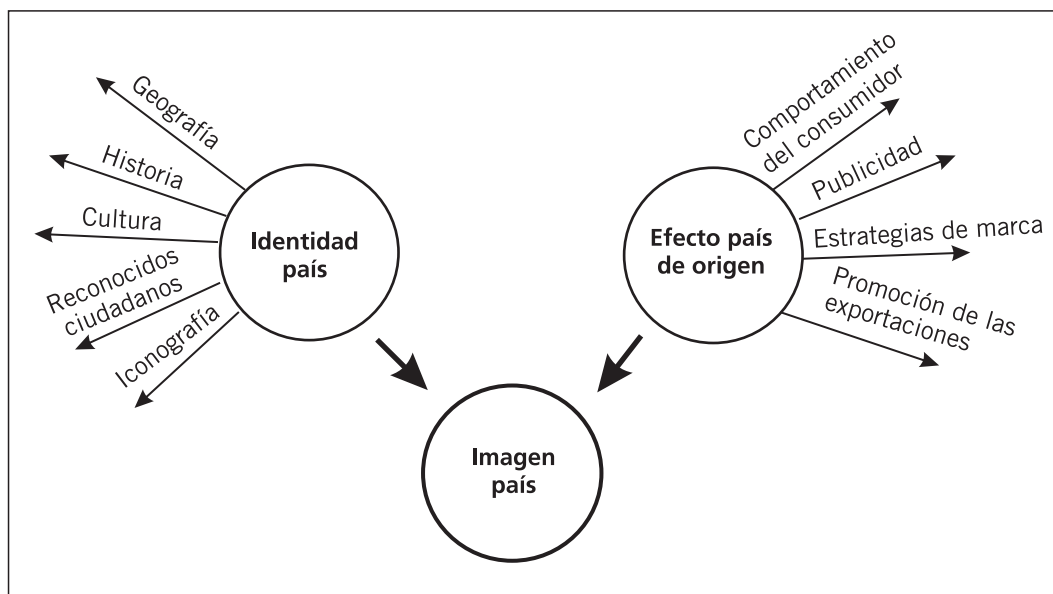 Geografía
Historia
Cultura
Reconocidos
ciudadanos
Iconografía
Identidad
país
Comportamiento
del consumidor
Publicidad
Estrategias de marca
Promoción de las
exportaciones
Efecto país
de origen
Imagen
país